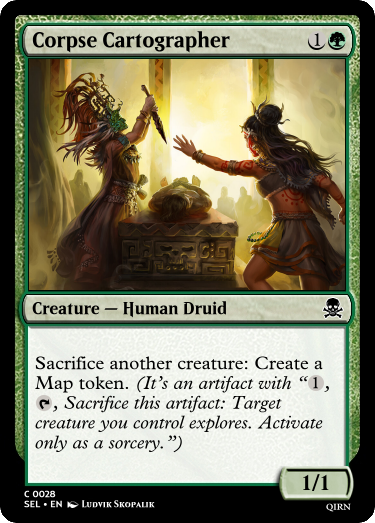 Corpse Cartographer 1
Creature — Human Druid
Sacrifice another creature: Create a
Map token. (It's an artifact with “1,
, Sacrifice this artifact: Target
creature you control explores. Activate
only as a sorcery.”)
1/1
C 0028
SEL • EN Ludvik Skopalik
QIRN